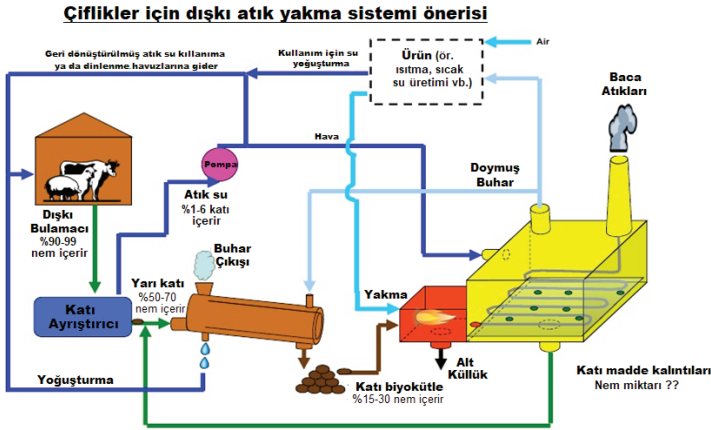 Çiflikler için dışkı atık yakma sistemi önerisi
Geri dönüştürülmüş atık su kıllanıma
ya da dinlenme havuzlarına gider
Kullanım için su
yoğuşturma
Ürün (ör.
ısıtma, sıcak
su üretimi vb.)
Air
Baca
Atıkları
Hava
Pompa
Doymuş
Buhar
Atık su
%1-6 katı
içerir
Dışkı
Bulamacı
%90-99
nem içerir
Buhar
Çıkışı
Yarı katı
%50-70
nem içerir
Katı
Ayrıştırıcı
Yakma
Yoğuşturma
Katı biyokütle
%15-30 nem içerir
Alt
Küllük
Katı madde kalıntıları
Nem miktarı ??